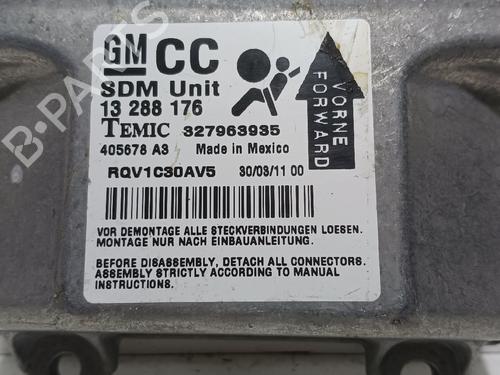 GM CC
SDM Unit
13 288 176
TEMIC 327963935
405678 A3 Made in Mexico
RQV1C30AV5 30/03/11 00
VORNE
FORWARD
VOR DEMONTAGE ALLE STECKVERBINDUNGEN LOESEN.
MONTAGE NUR NACH EINBAUANLEITUNG.
BEFORE DISASSEMBLY, DETACH ALL CONNECTORS.
ASSEMBLY STRICTLY ACCORDING TO MANUAL
INSTRUCTIONS.
B-PARTS